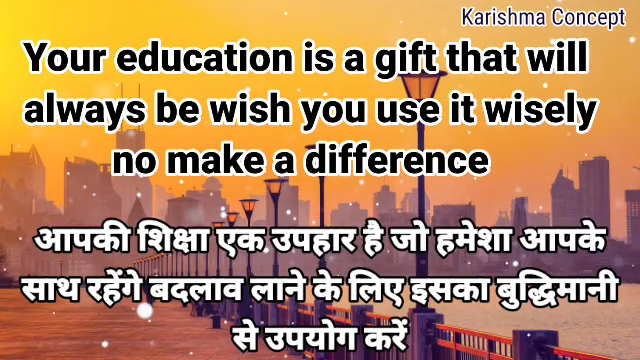 Karishma Concept
Your education is a gift that will
always be wish you use it wisely
no make a difference
आपकी शिक्षा एक उपहार है जो हमेशा आपके
साथ रहेंगे बदलाव लाने के लिए इसका बुद्धिमानी
से उपयोग करें